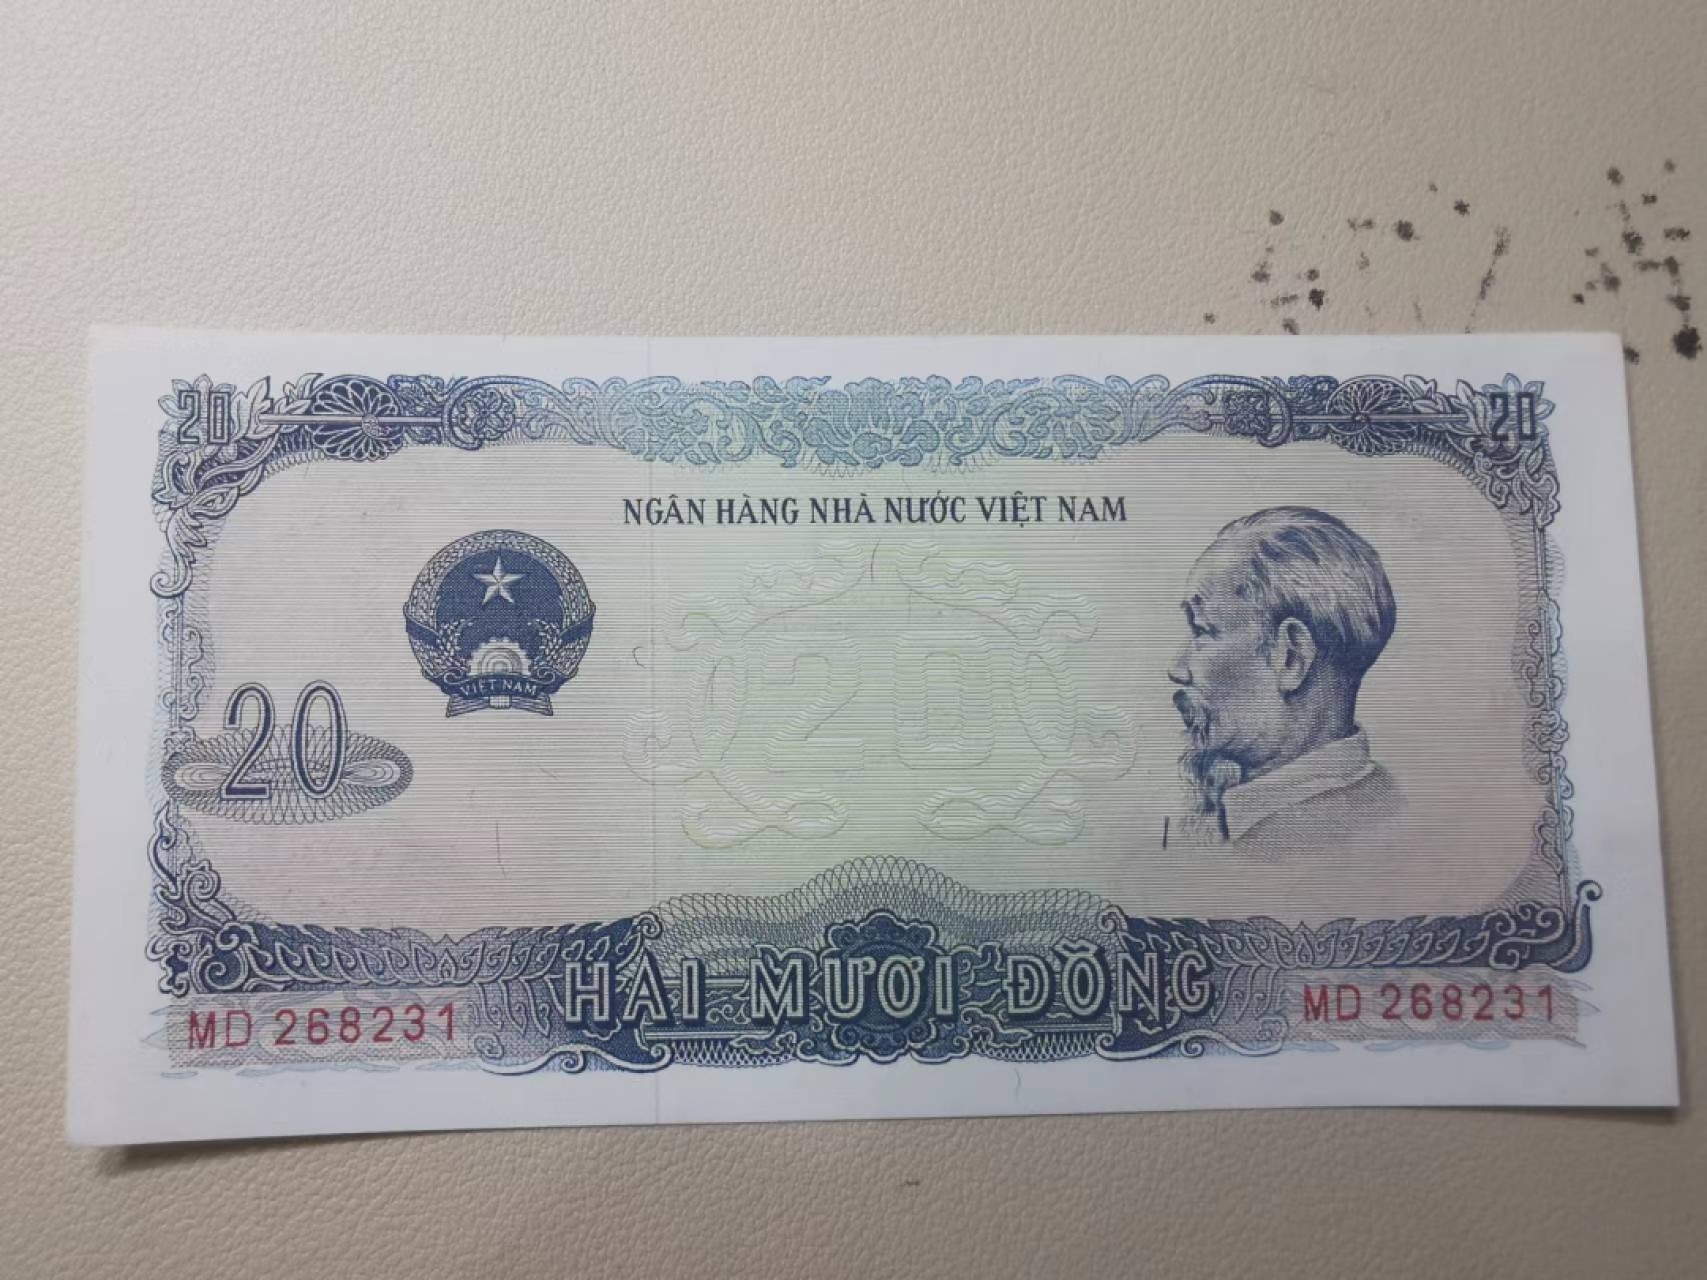 20 20
NGÂN HÀNG NHÀ NƯỚC VIỆT NAM
VIỆT NAM
20
20
HAI MƯƠI ĐỒNG
MD 268231 MD 268231